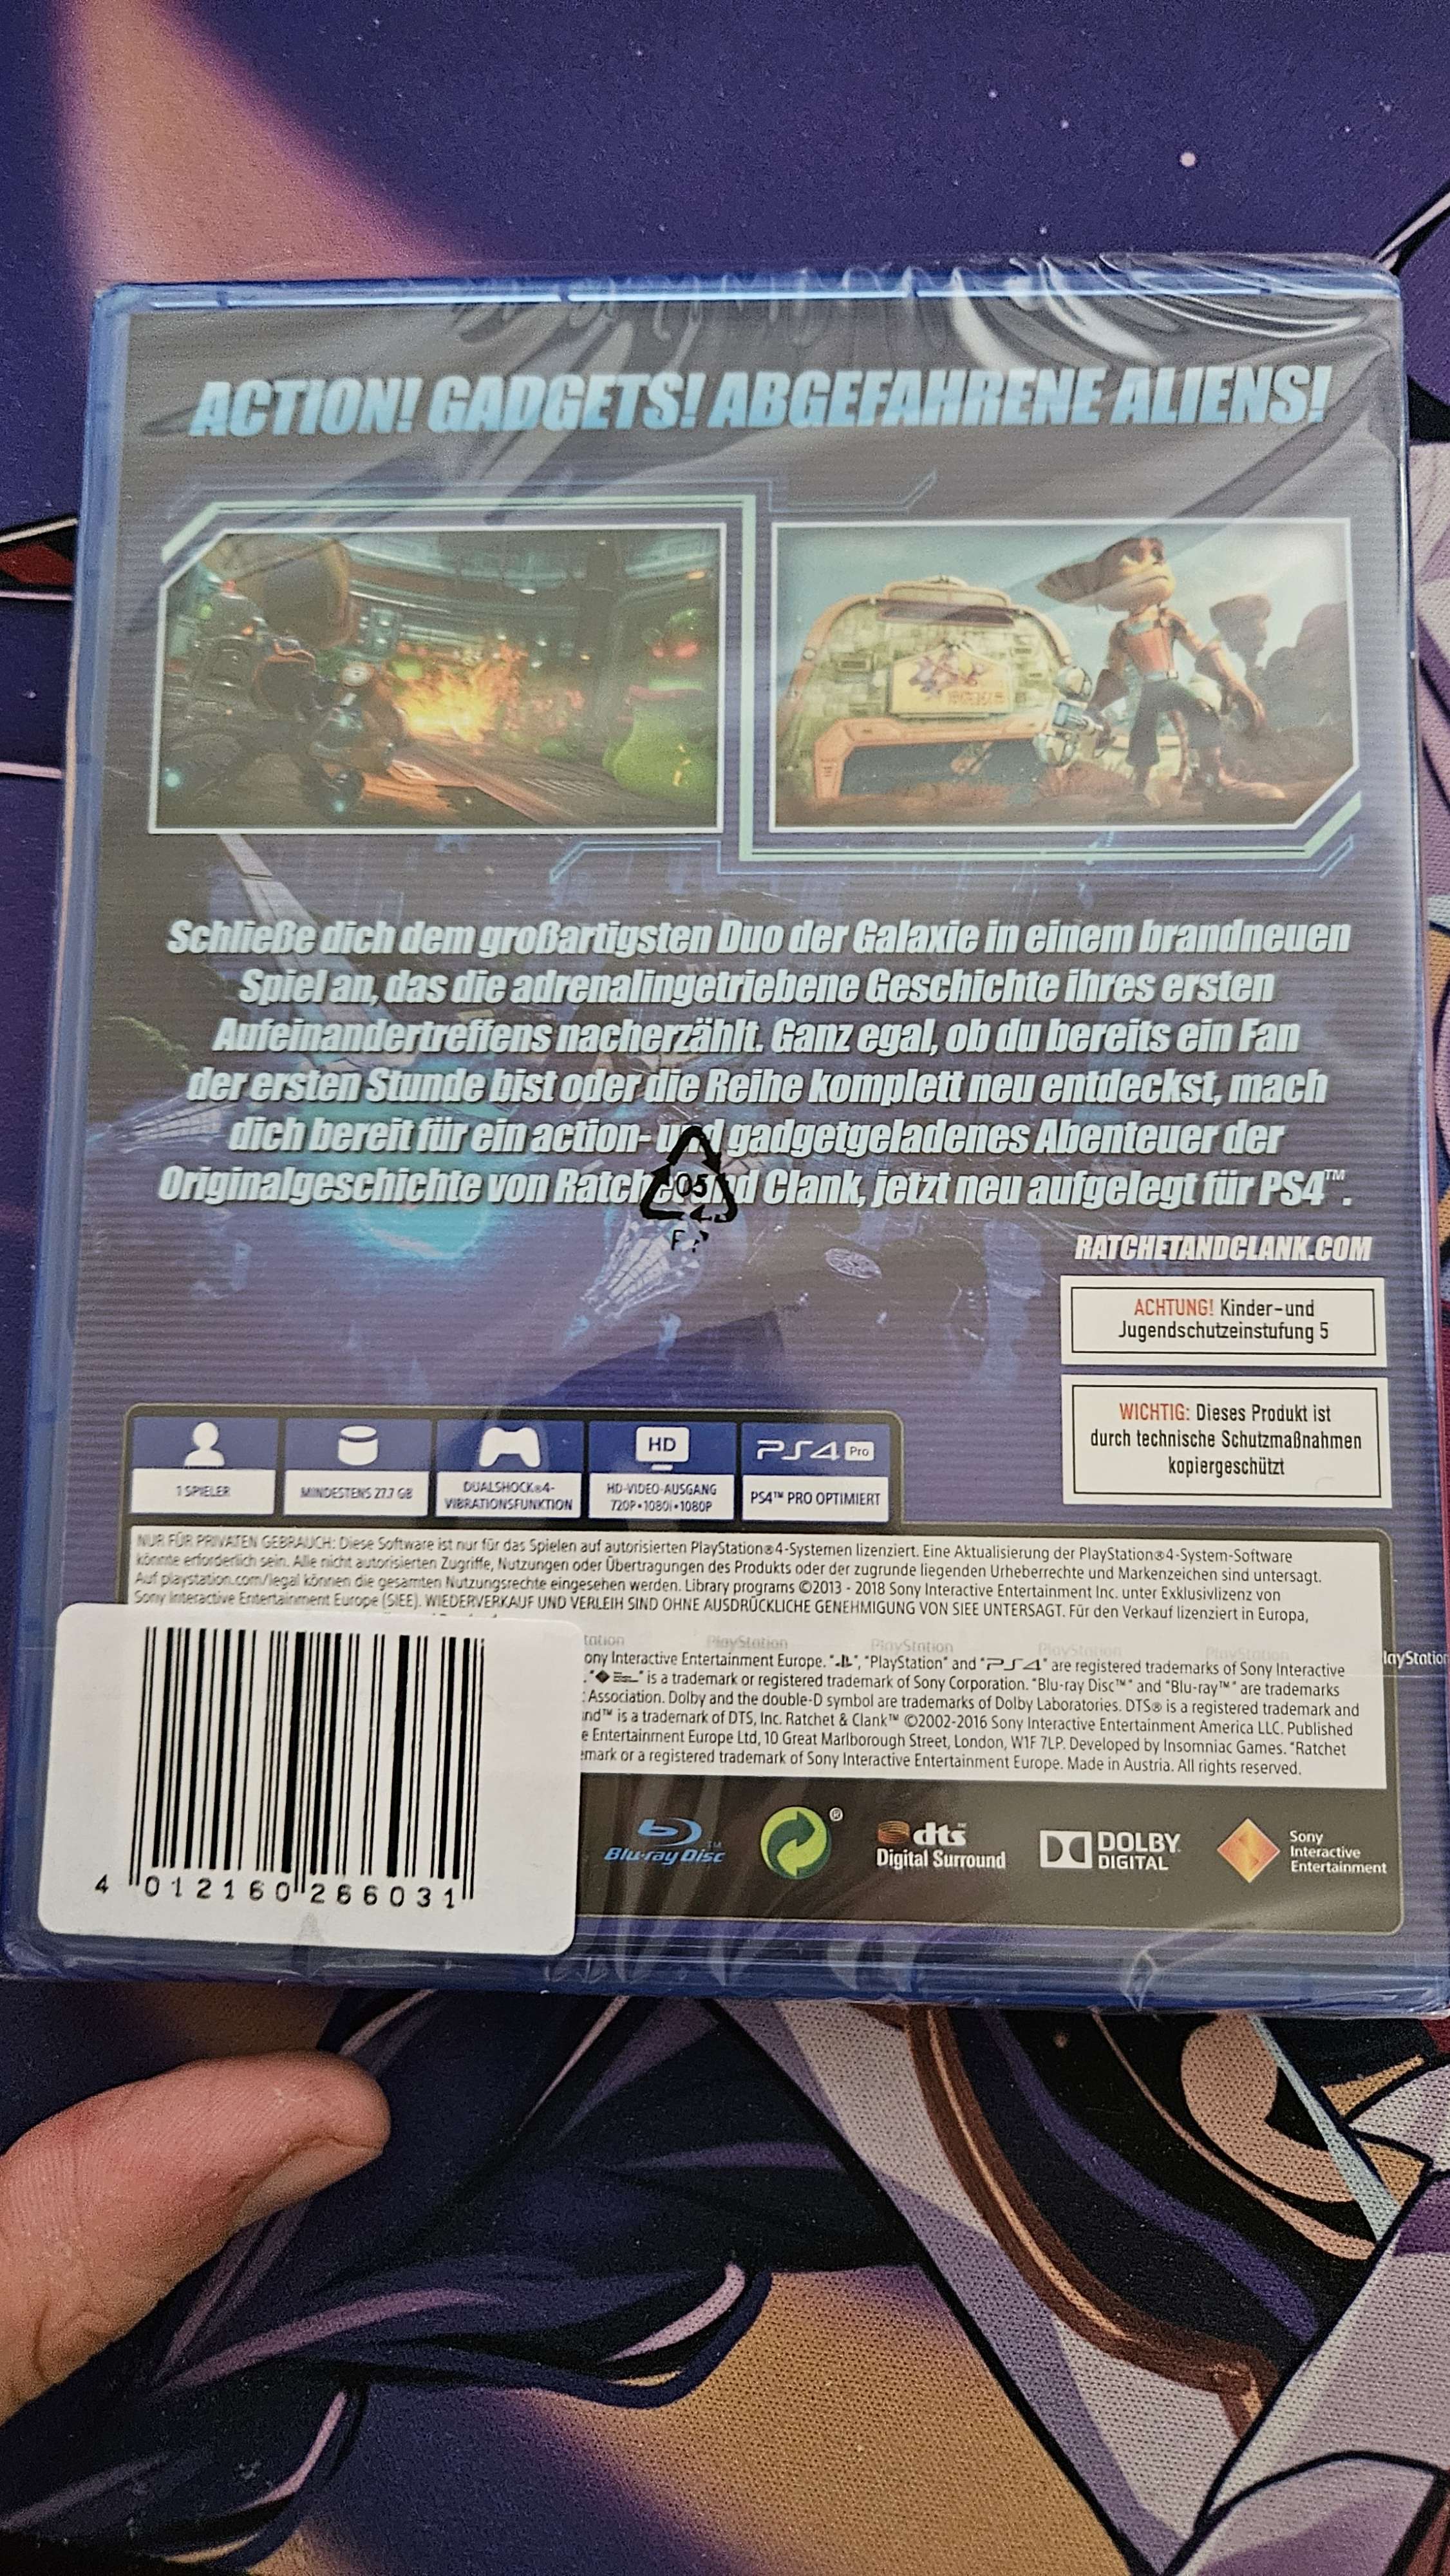 ACTION! GADGETS! ABGEFAHRENE ALIENS!
Schließe dich dem großartigsten Duo der Galaxie in einem brandneuen
Spiel an, das die adrenalingetriebene Geschichte ihres ersten
Aufeinandertreffens nacherzählt. Ganz egal, ob du bereits ein Fan
der ersten Stunde bist oder die Reihe komplett neu entdeckst, mach
dich bereit für ein action- und gadgetgeladenes Abenteuer der
Originalgeschichte von Ratchet und Clank, jetzt neu aufgelegt für PS4™.
05
RATCHETANDCLANK.COM
ACHTUNG! Kinder-und
Jugendschutzeinstufung 5
WICHTIG: Dieses Produkt ist
durch technische Schutzmaßnahmen
kopiergeschützt
HD
PS4 Pro
1 SPIELER
MINDESTENS 27.7 GB
DUALSHOCK®4-
VIBRATIONSFUNKTION
HD-VIDEO-AUSGANG
720P•1080i•1080P
PS4™ PRO OPTIMIERT
NUR FÜR PRIVATEN GEBRAUCH: Diese Software ist nur für das Spielen auf autorisierten PlayStation®4-Systemen lizenziert. Eine Aktualisierung der PlayStation®4-System-Software
könnte erforderlich sein. Alle nicht autorisierten Zugriffe, Nutzungen oder Übertragungen des Produkts oder der zugrunde liegenden Urheberrechte und Markenzeichen sind untersagt.
Auf playstation.com/legal können die gesamten Nutzungsrechte eingesehen werden. Library programs ©2013 - 2018 Sony Interactive Entertainment Inc. unter Exklusivlizenz von
Sony Interactive Entertainment Europe (SIEE). WIEDERVERKAUF UND VERLEIH SIND OHNE AUSDRÜCKLICHE GENEHMIGUNG VON SIEE UNTERSAGT. Für den Verkauf lizenziert in Europa,
tation PlayStation PlayStation PlayStation PlayStation layStation
ony Interactive Entertainment Europe. "", "PlayStation" and "PS4" are registered trademarks of Sony Interactive
. "" is a trademark or registered trademark of Sony Corporation. "Blu-ray Disc™" and "Blu-ray™" are trademarks
Association. Dolby and the double-D symbol are trademarks of Dolby Laboratories. DTS® is a registered trademark and
nd™ is a trademark of DTS, Inc. Ratchet & Clank™ ©2002-2016 Sony Interactive Entertainment America LLC. Published
e Entertainment Europe Ltd, 10 Great Marlborough Street, London, W1F 7LP. Developed by Insomniac Games. "Ratchet
emark or a registered trademark of Sony Interactive Entertainment Europe. Made in Austria. All rights reserved.
4 012160 266031
Blu-ray Disc™
®
dts
Digital Surround
DOLBY
DIGITAL
Sony
Interactive
Entertainment